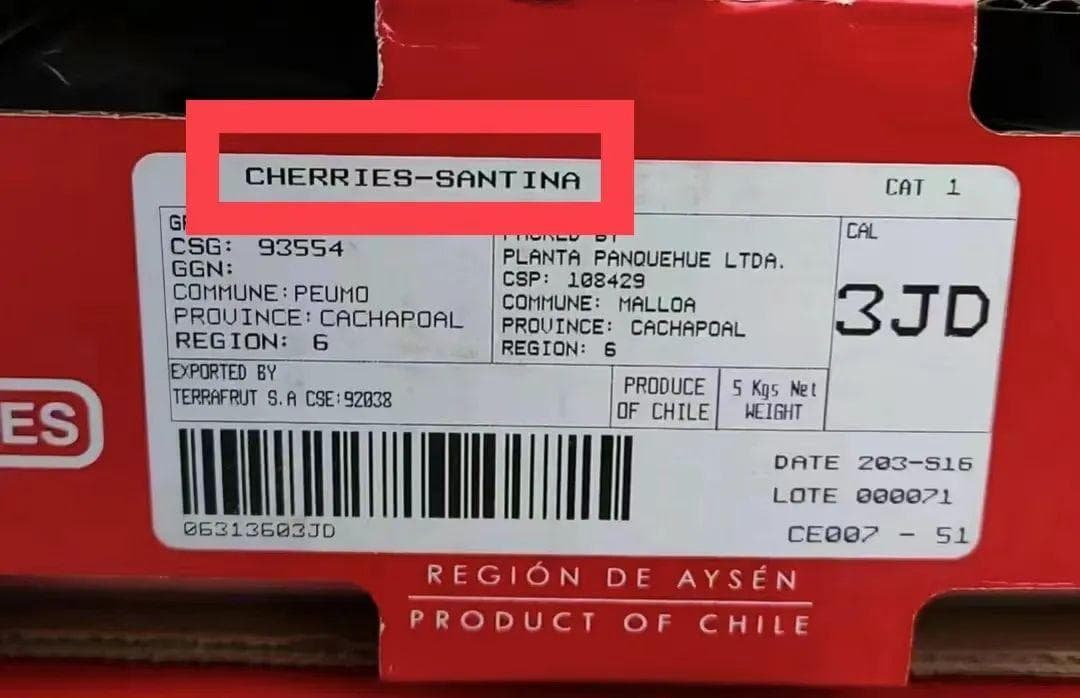 CHERRIES-SANTINA
CAT 1
CSG: 93554
GGN:
COMMUNE: PEUMO
PROVINCE: CACHAPOAL
REGION: 6
PACKED BY
PLANTA PANQUEHUE LTDA.
CSP: 108429
COMMUNE: MALLOA
PROVINCE: CACHAPOAL
REGION: 6
CAL
3JD
EXPORTED BY
TERRAFRUT S.A CSE:92038
PRODUCE
OF CHILE
5 Kgs Net
WEIGHT
06313603JD
DATE 203-S16
LOTE 000071
CE007 - 51
ES
REGIÓN DE AYSÉN
PRODUCT OF CHILE